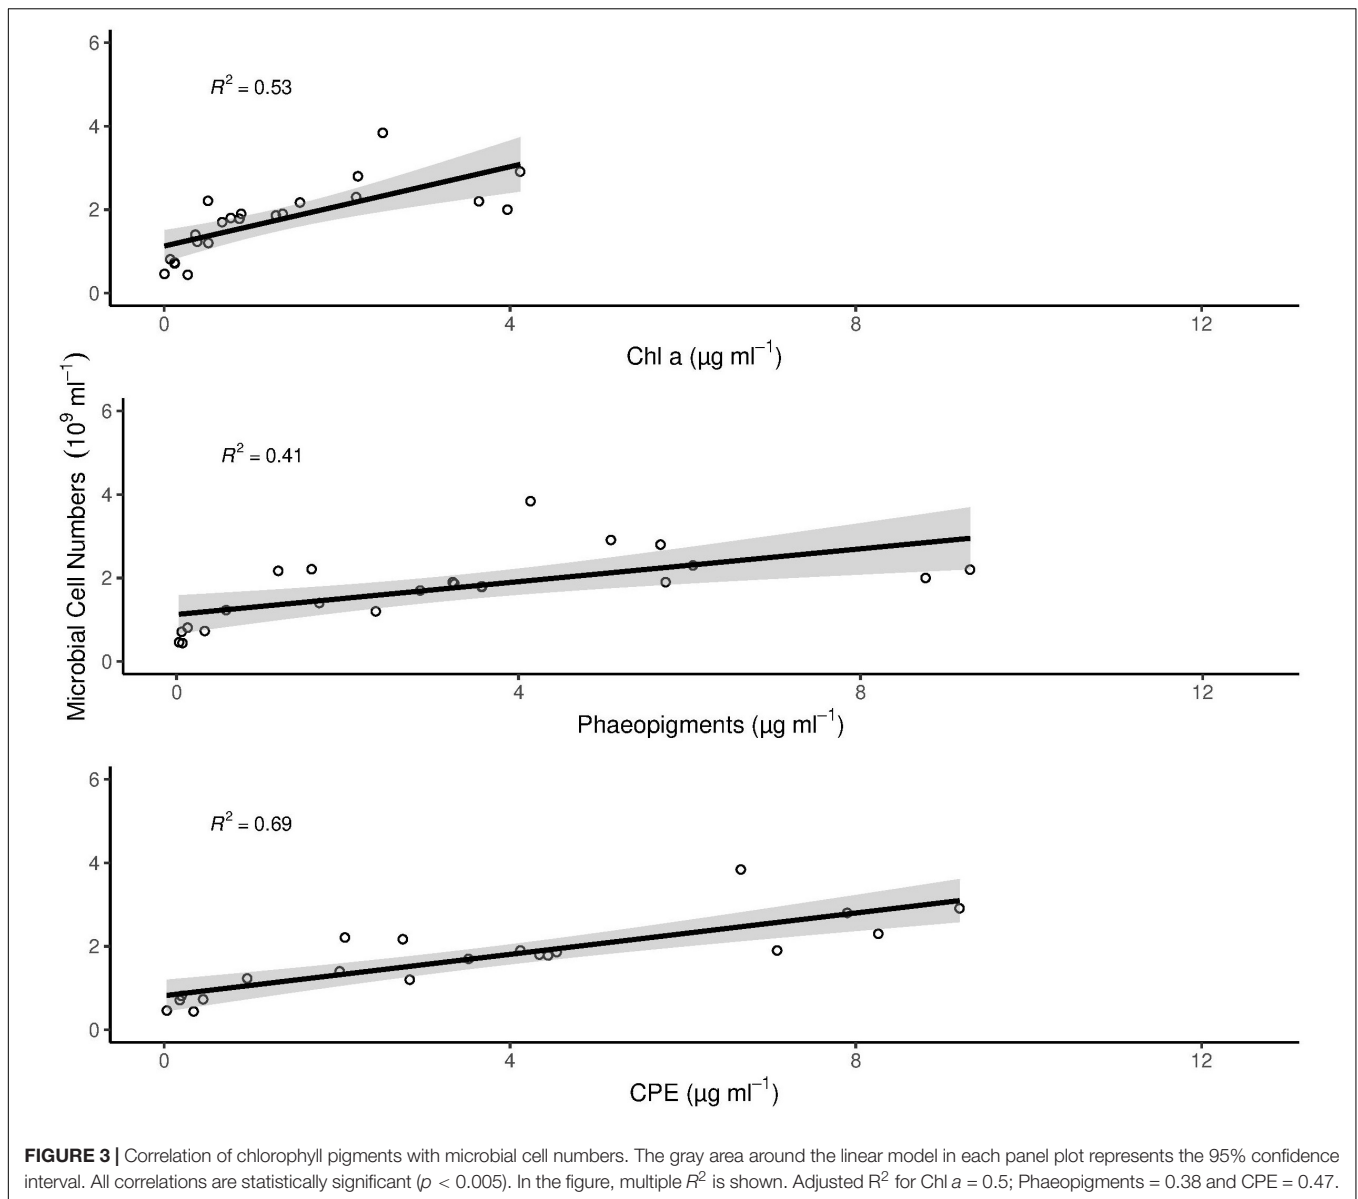 6
4
2
0
R² = 0.53
0 4 8 12
Chl a (µg ml⁻¹)
Microbial Cell Numbers (10⁹ ml⁻¹)
6
4
2
0
R² = 0.41
0 4 8 12
Phaeopigments (µg ml⁻¹)
6
4
2
0
R² = 0.69
0 4 8 12
CPE (µg ml⁻¹)
FIGURE 3 | Correlation of chlorophyll pigments with microbial cell numbers. The gray area around the linear model in each panel plot represents the 95% confidence
interval. All correlations are statistically significant (p < 0.005). In the figure, multiple R² is shown. Adjusted R² for Chl a = 0.5; Phaeopigments = 0.38 and CPE = 0.47.